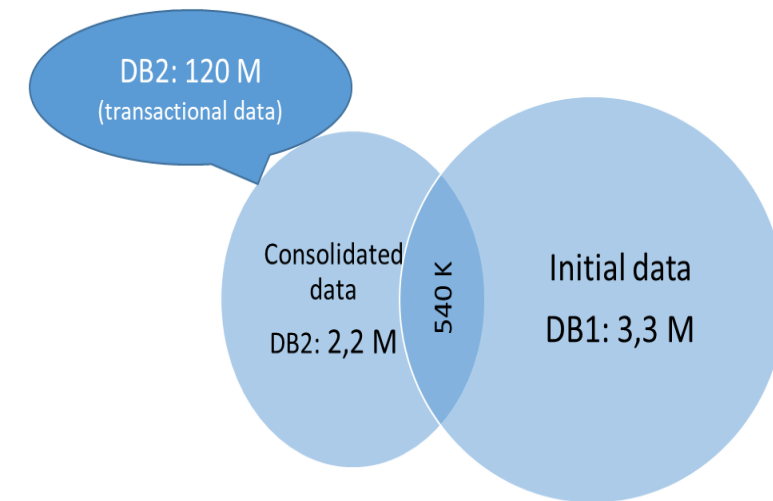 DB2: 120 M
(transactional data)
Consolidated
data
DB2: 2,2 M
540 K
Initial data
DB1: 3,3 M